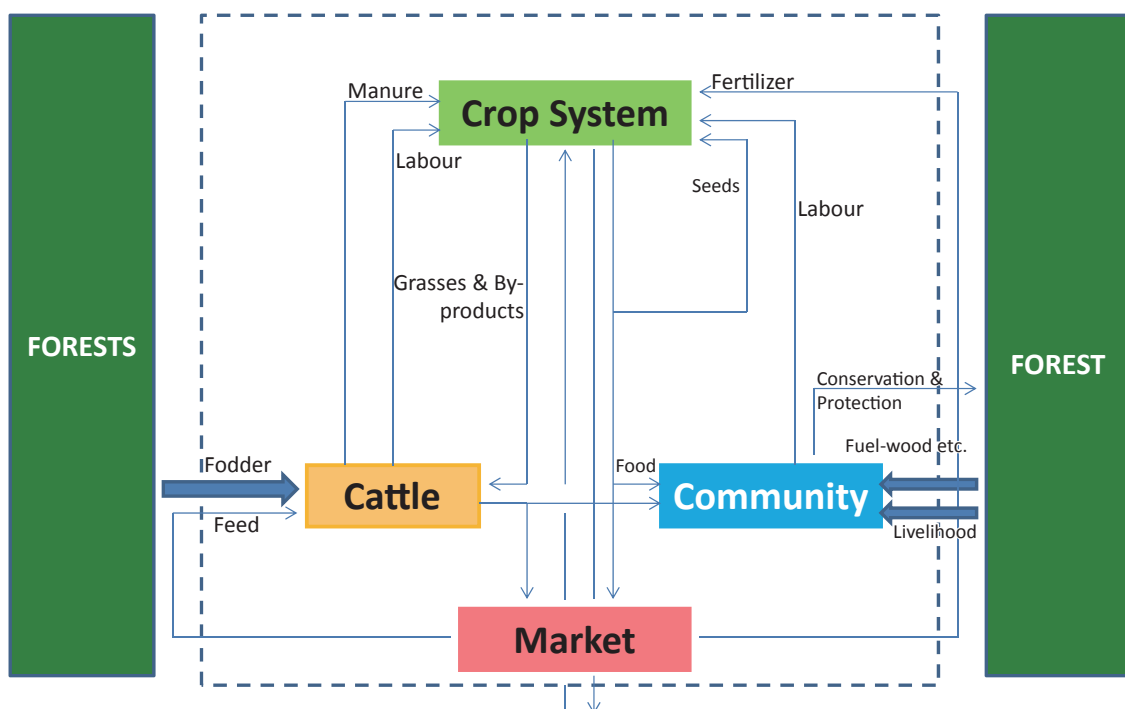 Manure
Fertilizer
Crop System
Labour
Seeds
Labour
Grasses & By-
products
FORESTS
FOREST
Conservation &
Protection
Fuel-wood etc.
Fodder
Food
Cattle
Community
Feed
Livelihood
Market